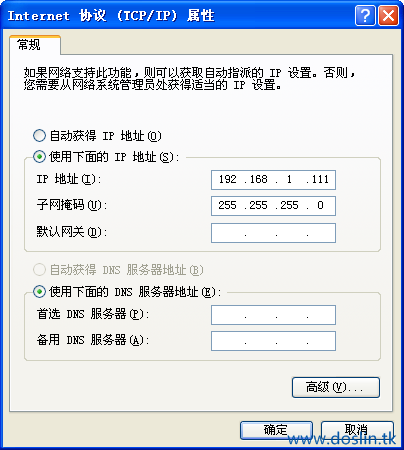 Internet 协议 (TCP/IP) 属性
常规
如果网络支持此功能，则可以获取自动指派的 IP 设置。否则，
您需要从网络系统管理员处获得适当的 IP 设置。
自动获得 IP 地址(O)
使用下面的 IP 地址(S):
IP 地址(I): 192 .168 . 1 .111
子网掩码(U): 255 .255 .255 . 0
默认网关(D): . . .
自动获得 DNS 服务器地址(B)
使用下面的 DNS 服务器地址(E):
首选 DNS 服务器(P): . . .
备用 DNS 服务器(A): . . .
高级(V)...
确定 取消
www.doslin.tk